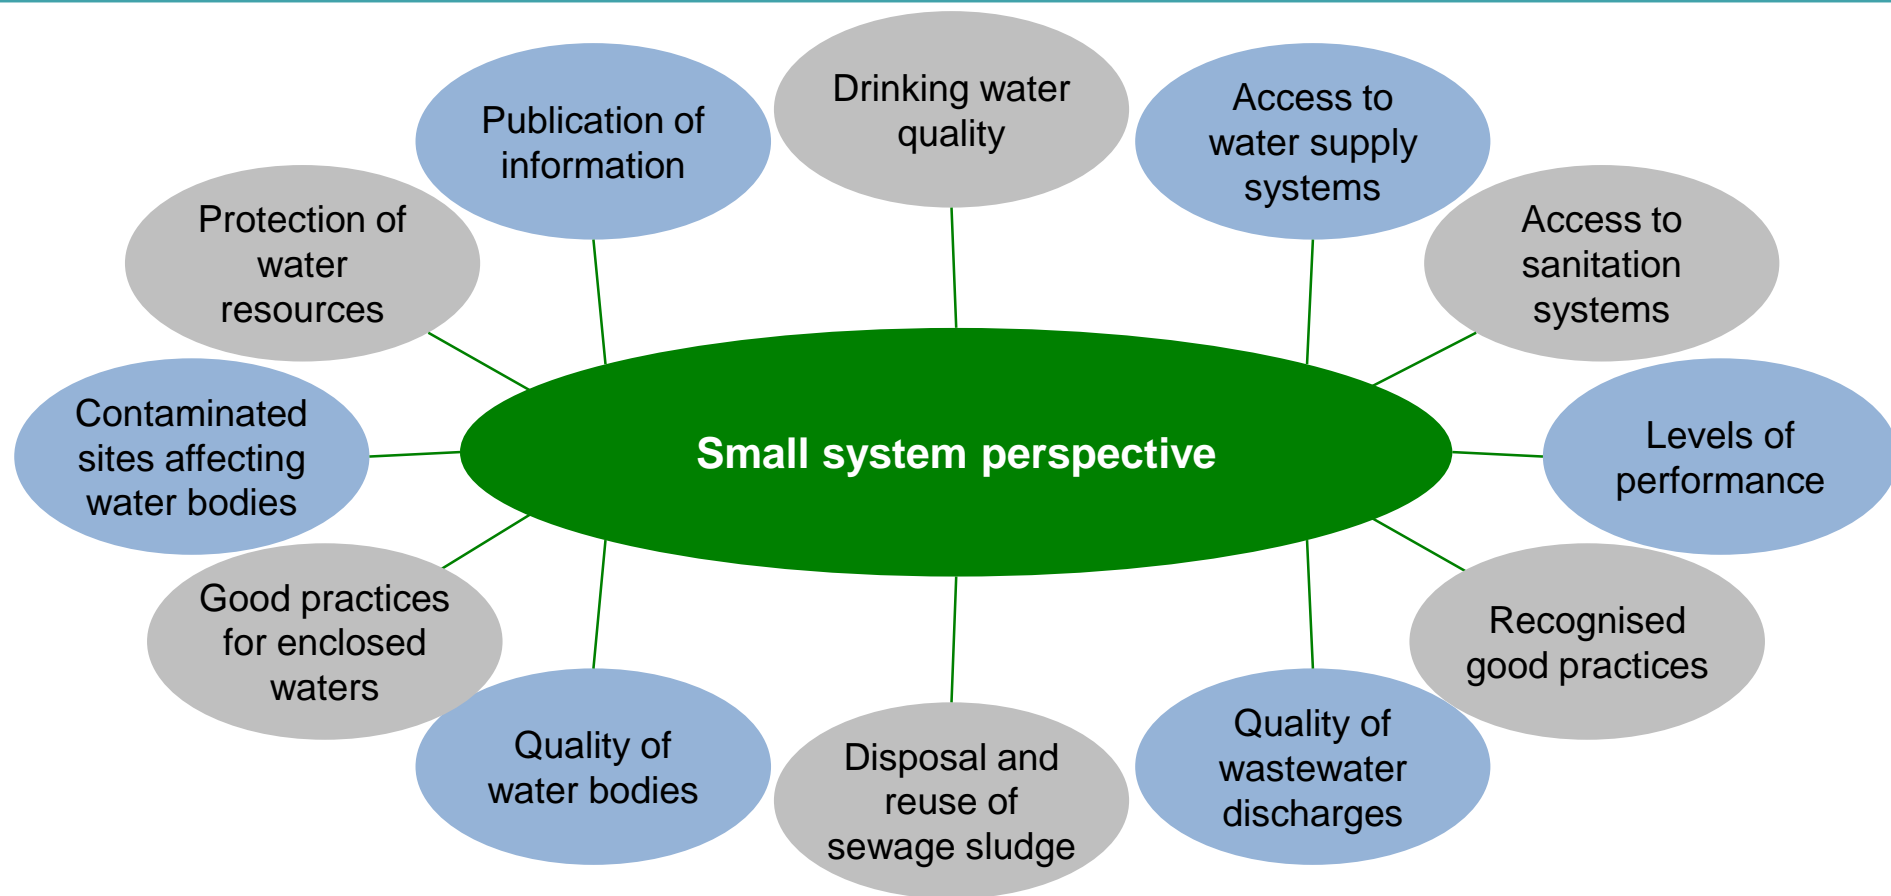 Drinking water
quality
Access to
water supply
systems
Access to
sanitation
systems
Levels of
performance
Recognised
good practices
Quality of
wastewater
discharges
Disposal and
reuse of
sewage sludge
Quality of
water bodies
Good practices
for enclosed
waters
Contaminated
sites affecting
water bodies
Protection of
water
resources
Publication of
information
Small system perspective